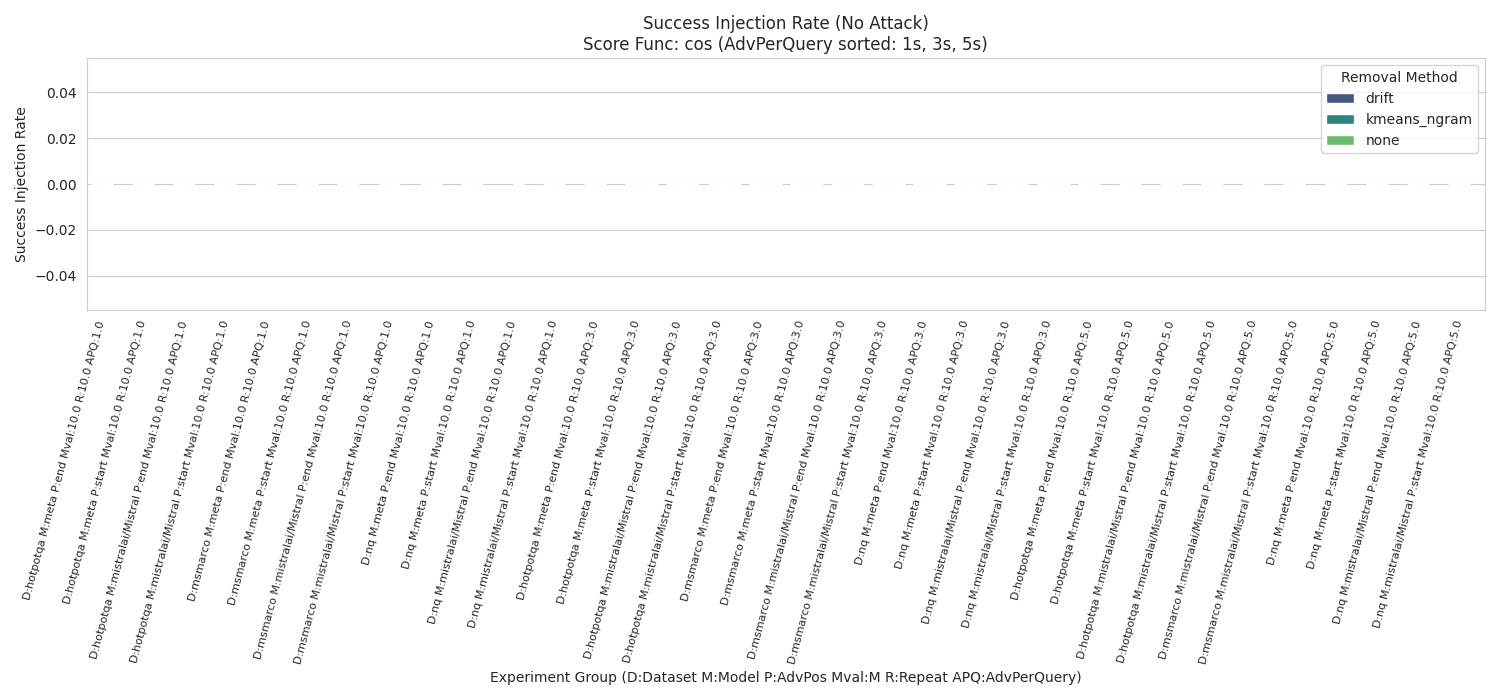 Success Injection Rate (No Attack)
Score Func: cos (AdvPerQuery sorted: 1s, 3s, 5s)
Success Injection Rate
0.04
0.02
0.00
−0.02
−0.04
Removal Method
drift
kmeans_ngram
none
D:hotpotqa M:meta P:end Mval:10.0 R:10.0 APQ:1.0
D:hotpotqa M:meta P:start Mval:10.0 R:10.0 APQ:1.0
D:hotpotqa M:mistralai/Mistral P:end Mval:10.0 R:10.0 APQ:1.0
D:hotpotqa M:mistralai/Mistral P:start Mval:10.0 R:10.0 APQ:1.0
D:msmarco M:meta P:end Mval:10.0 R:10.0 APQ:1.0
D:msmarco M:meta P:start Mval:10.0 R:10.0 APQ:1.0
D:msmarco M:mistralai/Mistral P:end Mval:10.0 R:10.0 APQ:1.0
D:msmarco M:mistralai/Mistral P:start Mval:10.0 R:10.0 APQ:1.0
D:nq M:meta P:end Mval:10.0 R:10.0 APQ:1.0
D:nq M:meta P:start Mval:10.0 R:10.0 APQ:1.0
D:nq M:mistralai/Mistral P:end Mval:10.0 R:10.0 APQ:1.0
D:nq M:mistralai/Mistral P:start Mval:10.0 R:10.0 APQ:1.0
D:hotpotqa M:meta P:end Mval:10.0 R:10.0 APQ:3.0
D:hotpotqa M:meta P:start Mval:10.0 R:10.0 APQ:3.0
D:hotpotqa M:mistralai/Mistral P:end Mval:10.0 R:10.0 APQ:3.0
D:hotpotqa M:mistralai/Mistral P:start Mval:10.0 R:10.0 APQ:3.0
D:msmarco M:meta P:end Mval:10.0 R:10.0 APQ:3.0
D:msmarco M:meta P:start Mval:10.0 R:10.0 APQ:3.0
D:msmarco M:mistralai/Mistral P:end Mval:10.0 R:10.0 APQ:3.0
D:msmarco M:mistralai/Mistral P:start Mval:10.0 R:10.0 APQ:3.0
D:nq M:meta P:end Mval:10.0 R:10.0 APQ:3.0
D:nq M:meta P:start Mval:10.0 R:10.0 APQ:3.0
D:nq M:mistralai/Mistral P:end Mval:10.0 R:10.0 APQ:3.0
D:nq M:mistralai/Mistral P:start Mval:10.0 R:10.0 APQ:3.0
D:hotpotqa M:meta P:end Mval:10.0 R:10.0 APQ:5.0
D:hotpotqa M:meta P:start Mval:10.0 R:10.0 APQ:5.0
D:hotpotqa M:mistralai/Mistral P:end Mval:10.0 R:10.0 APQ:5.0
D:hotpotqa M:mistralai/Mistral P:start Mval:10.0 R:10.0 APQ:5.0
D:msmarco M:mistralai/Mistral P:end Mval:10.0 R:10.0 APQ:5.0
D:msmarco M:mistralai/Mistral P:start Mval:10.0 R:10.0 APQ:5.0
D:nq M:meta P:end Mval:10.0 R:10.0 APQ:5.0
D:nq M:meta P:start Mval:10.0 R:10.0 APQ:5.0
D:nq M:mistralai/Mistral P:end Mval:10.0 R:10.0 APQ:5.0
D:nq M:mistralai/Mistral P:start Mval:10.0 R:10.0 APQ:5.0
Experiment Group (D:Dataset M:Model P:AdvPos Mval:M R:Repeat APQ:AdvPerQuery)